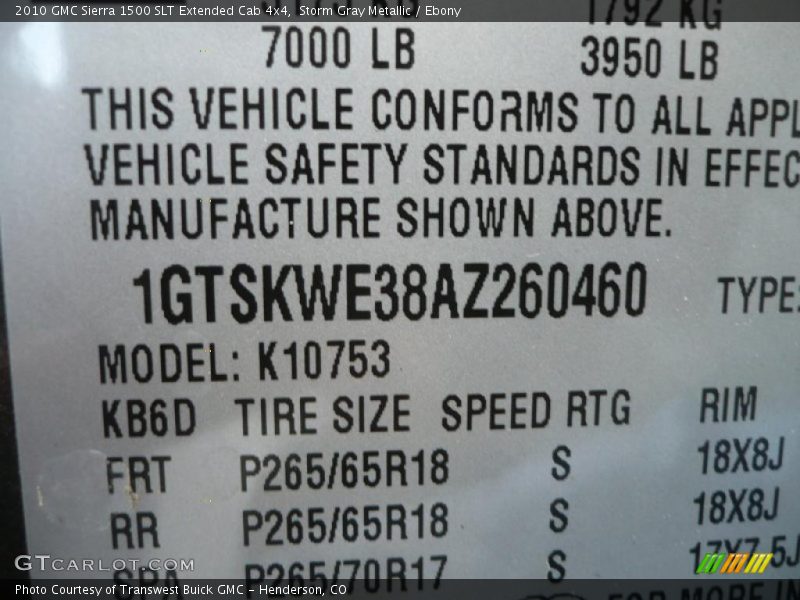 2010 GMC Sierra 1500 SLT Extended Cab 4x4, Storm Gray Metallic / Ebony
1792 KG
7000 LB 3950 LB
THIS VEHICLE CONFORMS TO ALL APPL
VEHICLE SAFETY STANDARDS IN EFFEC
MANUFACTURE SHOWN ABOVE.
1GTSKWE38AZ260460 TYPE:
MODEL: K10753
KB6D TIRE SIZE SPEED RTG RIM
FRT P265/65R18 S 18X8J
RR P265/65R18 S 18X8J
SPA P265/70R17 S 17X7.5J
GTCARLOT.COM
Photo Courtesy of Transwest Buick GMC – Henderson, CO